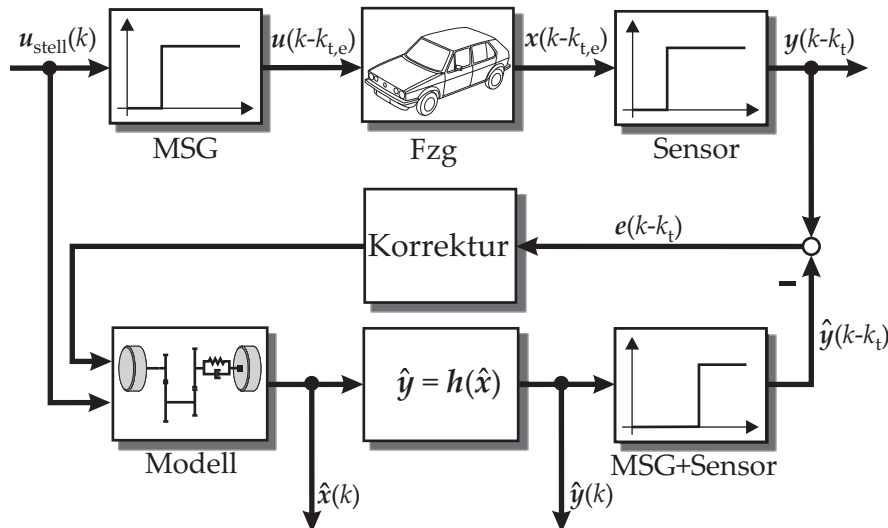 u_stell(k)
u(k-k_t,e)
x(k-k_t,e)
y(k-k_t)
MSG
Fzg
Sensor
Korrektur
e(k-k_t)
−
ŷ(k-k_t)
ŷ = h(x̂)
Modell
MSG+Sensor
x̂(k)
ŷ(k)